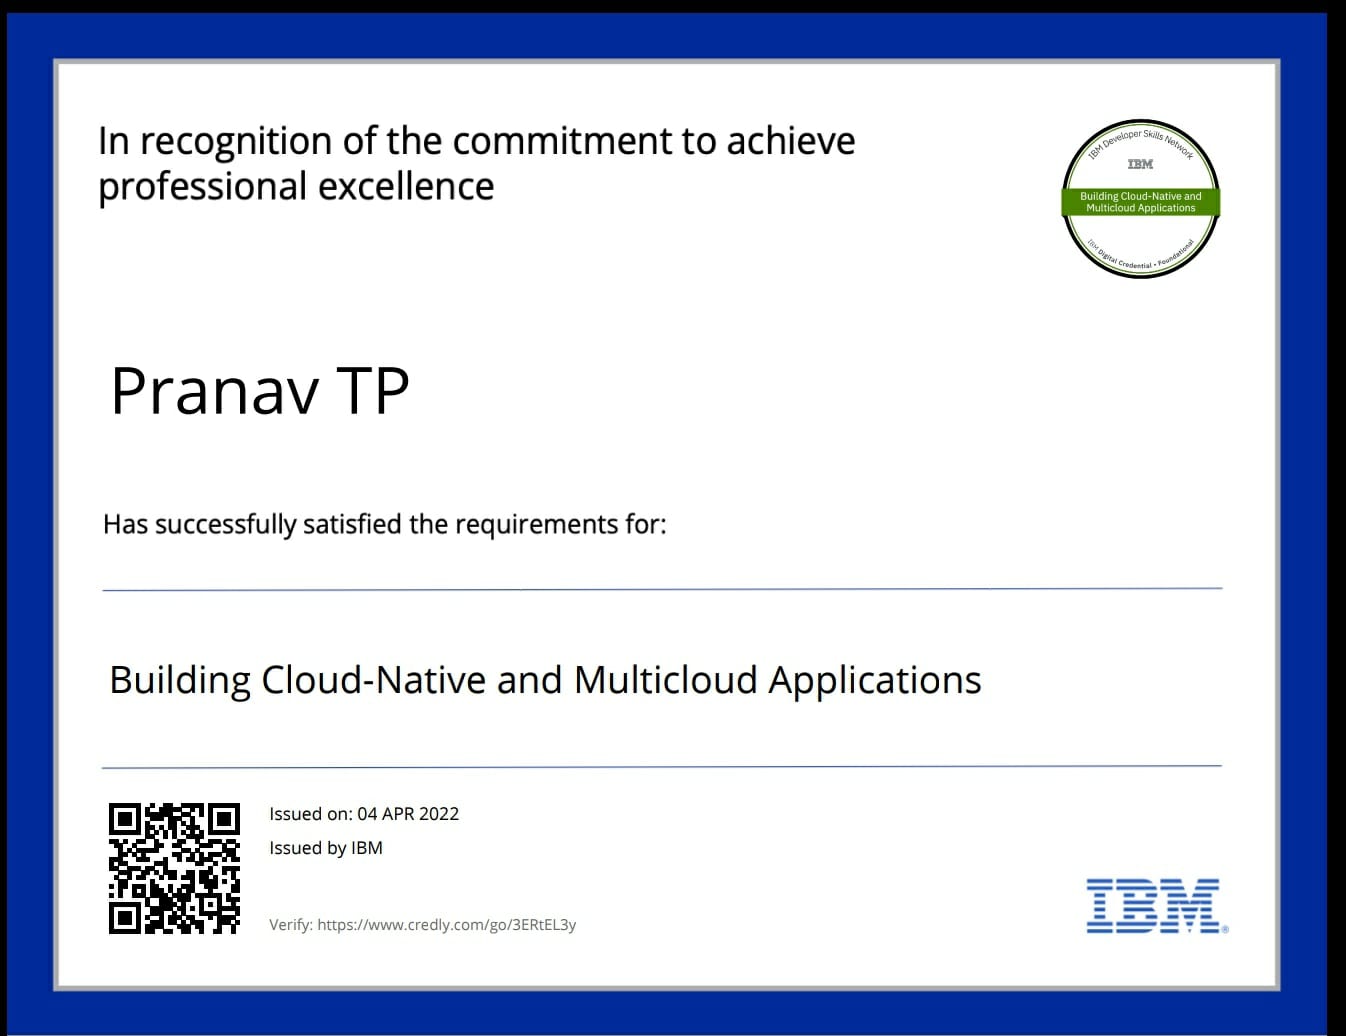 In recognition of the commitment to achieve
professional excellence
IBM Developer Skills Network
IBM
Building Cloud-Native and
Multicloud Applications
IBM Digital Credential • Foundational
Pranav TP
Has successfully satisfied the requirements for:
Building Cloud-Native and Multicloud Applications
Issued on: 04 APR 2022
Issued by IBM
Verify: https://www.credly.com/go/3ERtEL3y
IBM®